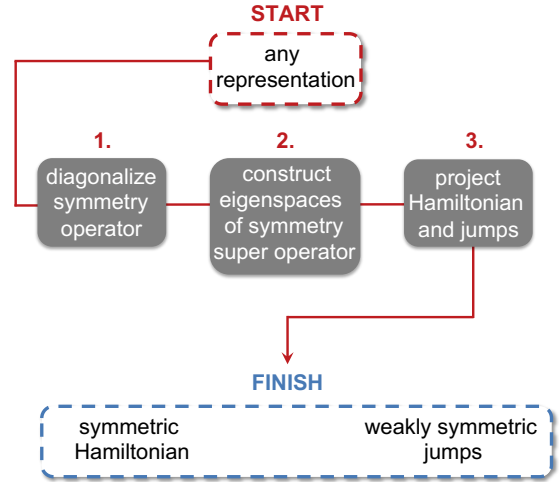 START
any
representation
1.
diagonalize
symmetry
operator
2.
construct
eigenspaces
of symmetry
super operator
3.
project
Hamiltonian
and jumps
FINISH
symmetric
Hamiltonian
weakly symmetric
jumps